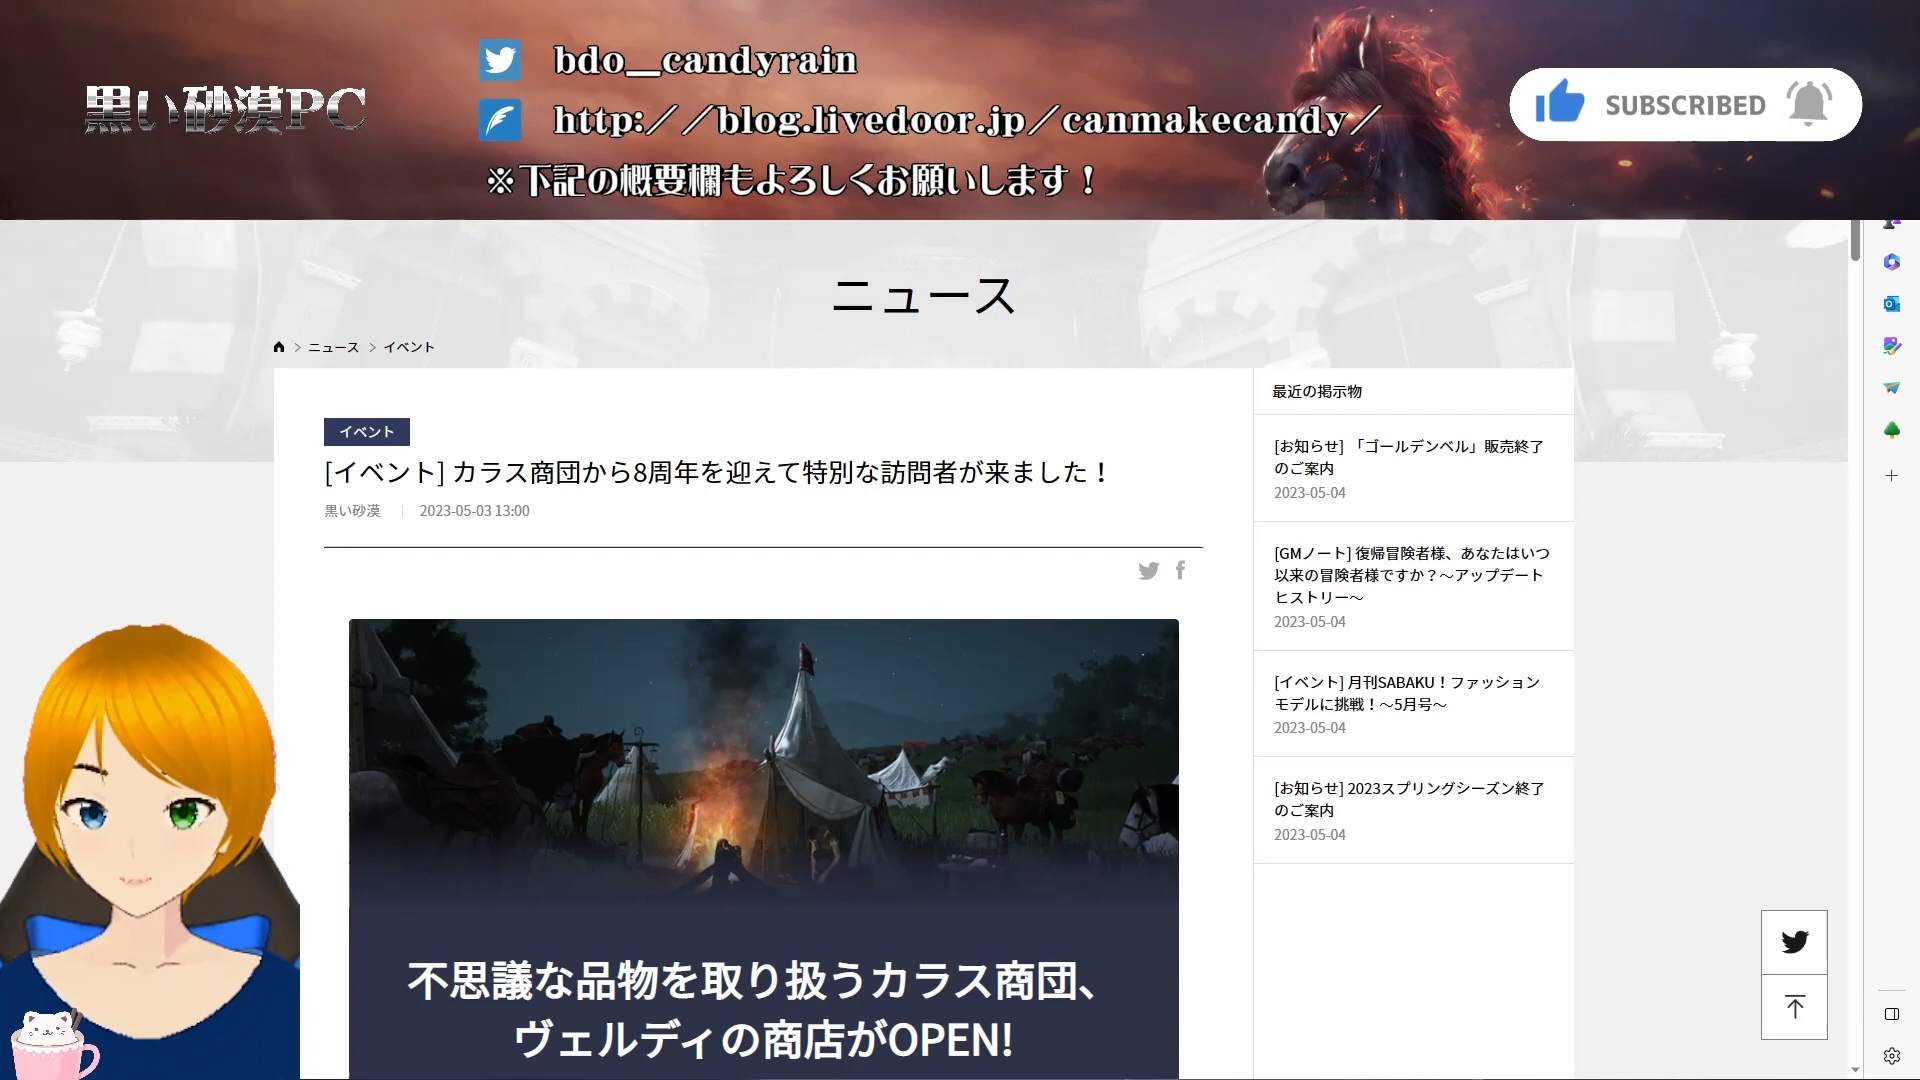 黒い砂漠PC
bdo__candyrain
http://blog.livedoor.jp/canmakecandy/
※下記の概要欄もよろしくお願いします!
SUBSCRIBED
ニュース
ニュース > イベント
イベント
[イベント] カラス商団から8周年を迎えて特別な訪問者が来ました!
黒い砂漠 | 2023-05-03 13:00
不思議な品物を取り扱うカラス商団、
ヴェルディの商店がOPEN!
最近の掲示物
[お知らせ] 「ゴールデンベル」販売終了
のご案内
2023-05-04
[GMノート] 復帰冒険者様、あなたはいつ
以来の冒険者様ですか?~アップデート
ヒストリー~
2023-05-04
[イベント] 月刊SABAKU!ファッション
モデルに挑戦!~5月号~
2023-05-04
[お知らせ] 2023スプリングシーズン終了
のご案内
2023-05-04